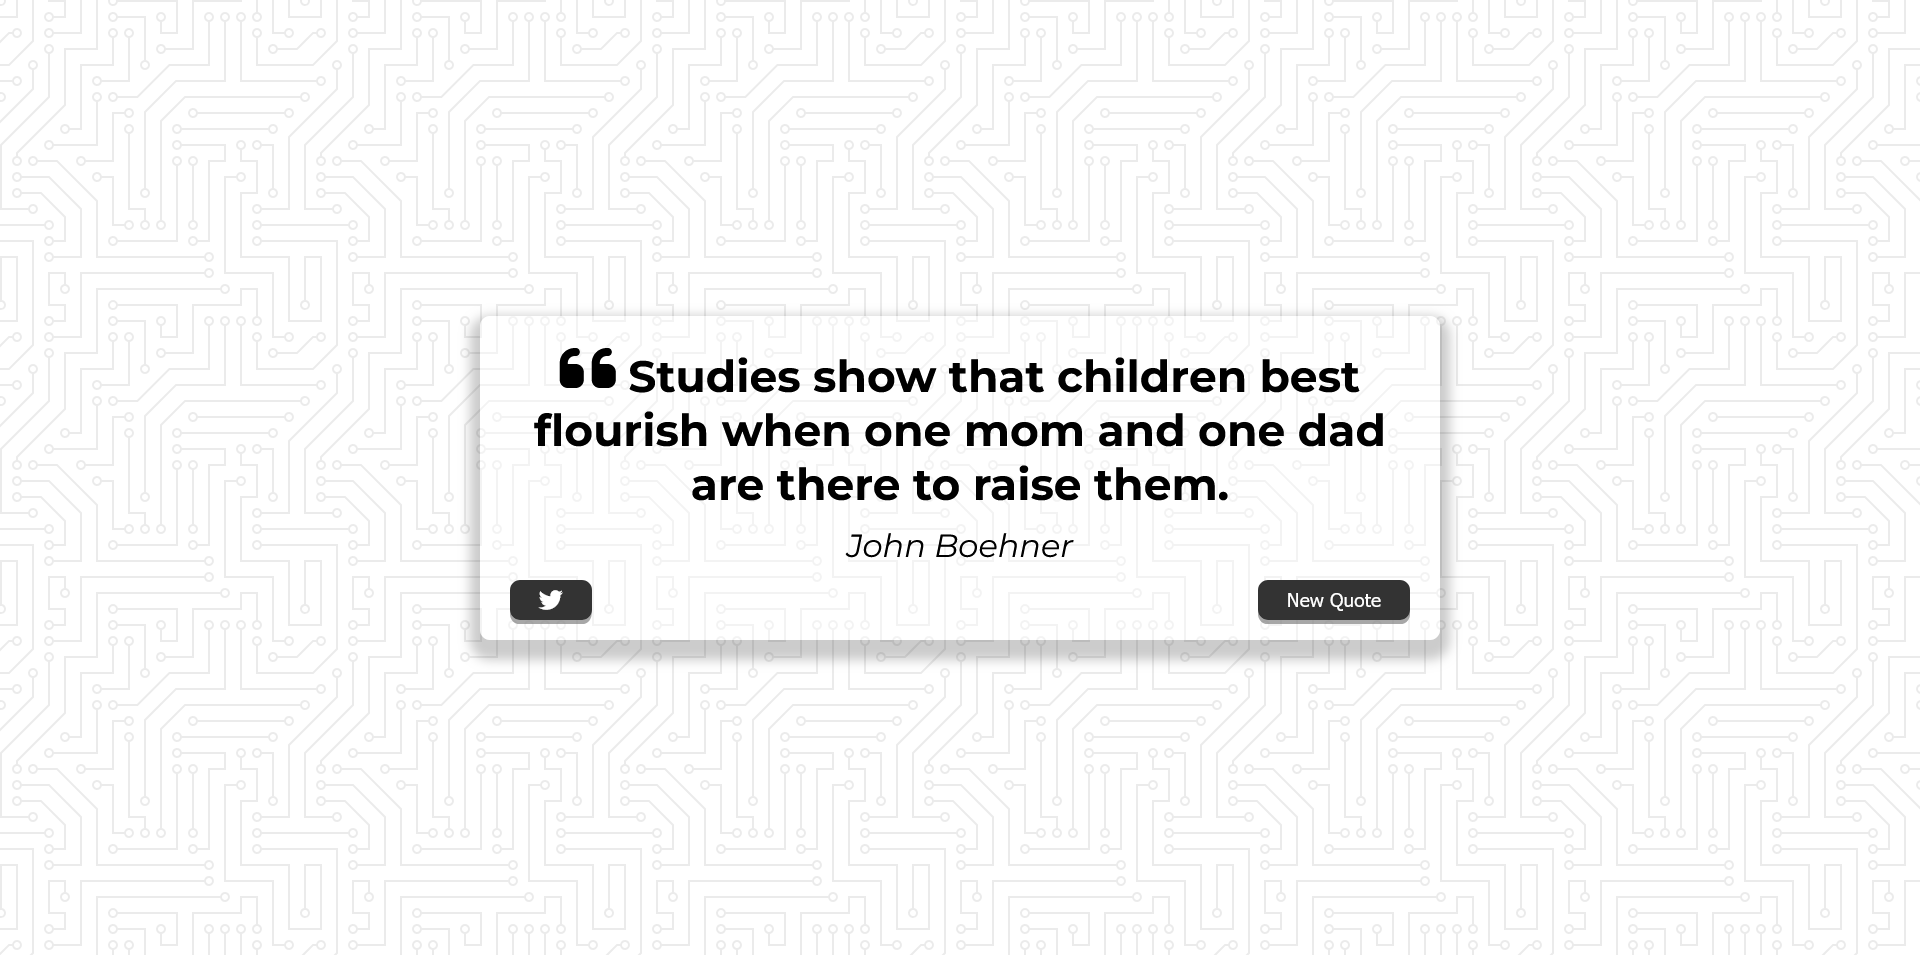 “ Studies show that children best
flourish when one mom and one dad
are there to raise them.
John Boehner
New Quote